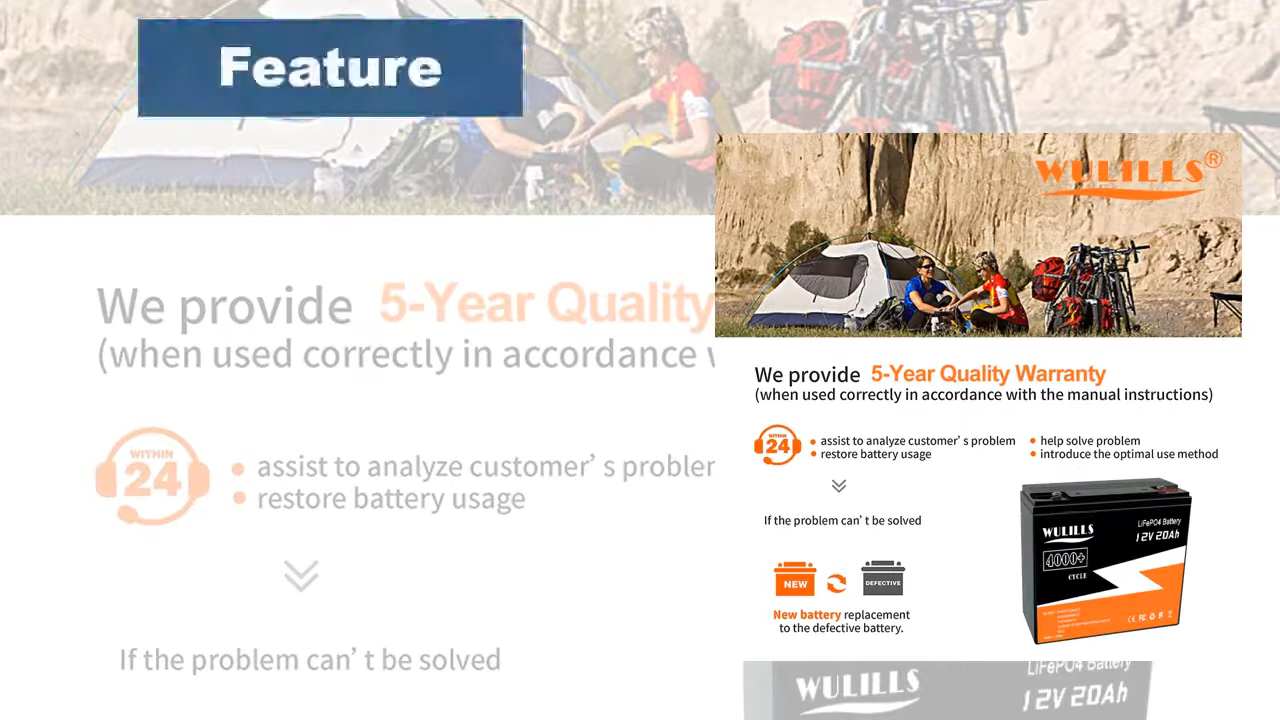 Feature
WULILLS®
We provide 5-Year Quality
(when used correctly in accordance
WITHIN
24
assist to analyze customer's problem
restore battery usage
If the problem can't be solved
WULILLS
LiFePO4 Battery
12V 20Ah
We provide 5-Year Quality Warranty
(when used correctly in accordance with the manual instructions)
WITHIN
24
assist to analyze customer's problem
restore battery usage
help solve problem
introduce the optimal use method
If the problem can't be solved
NEW
DEFECTIVE
New battery replacement
to the defective battery.
WULILLS
LiFePO4 Battery
12V 20Ah
4000+
CYCLE